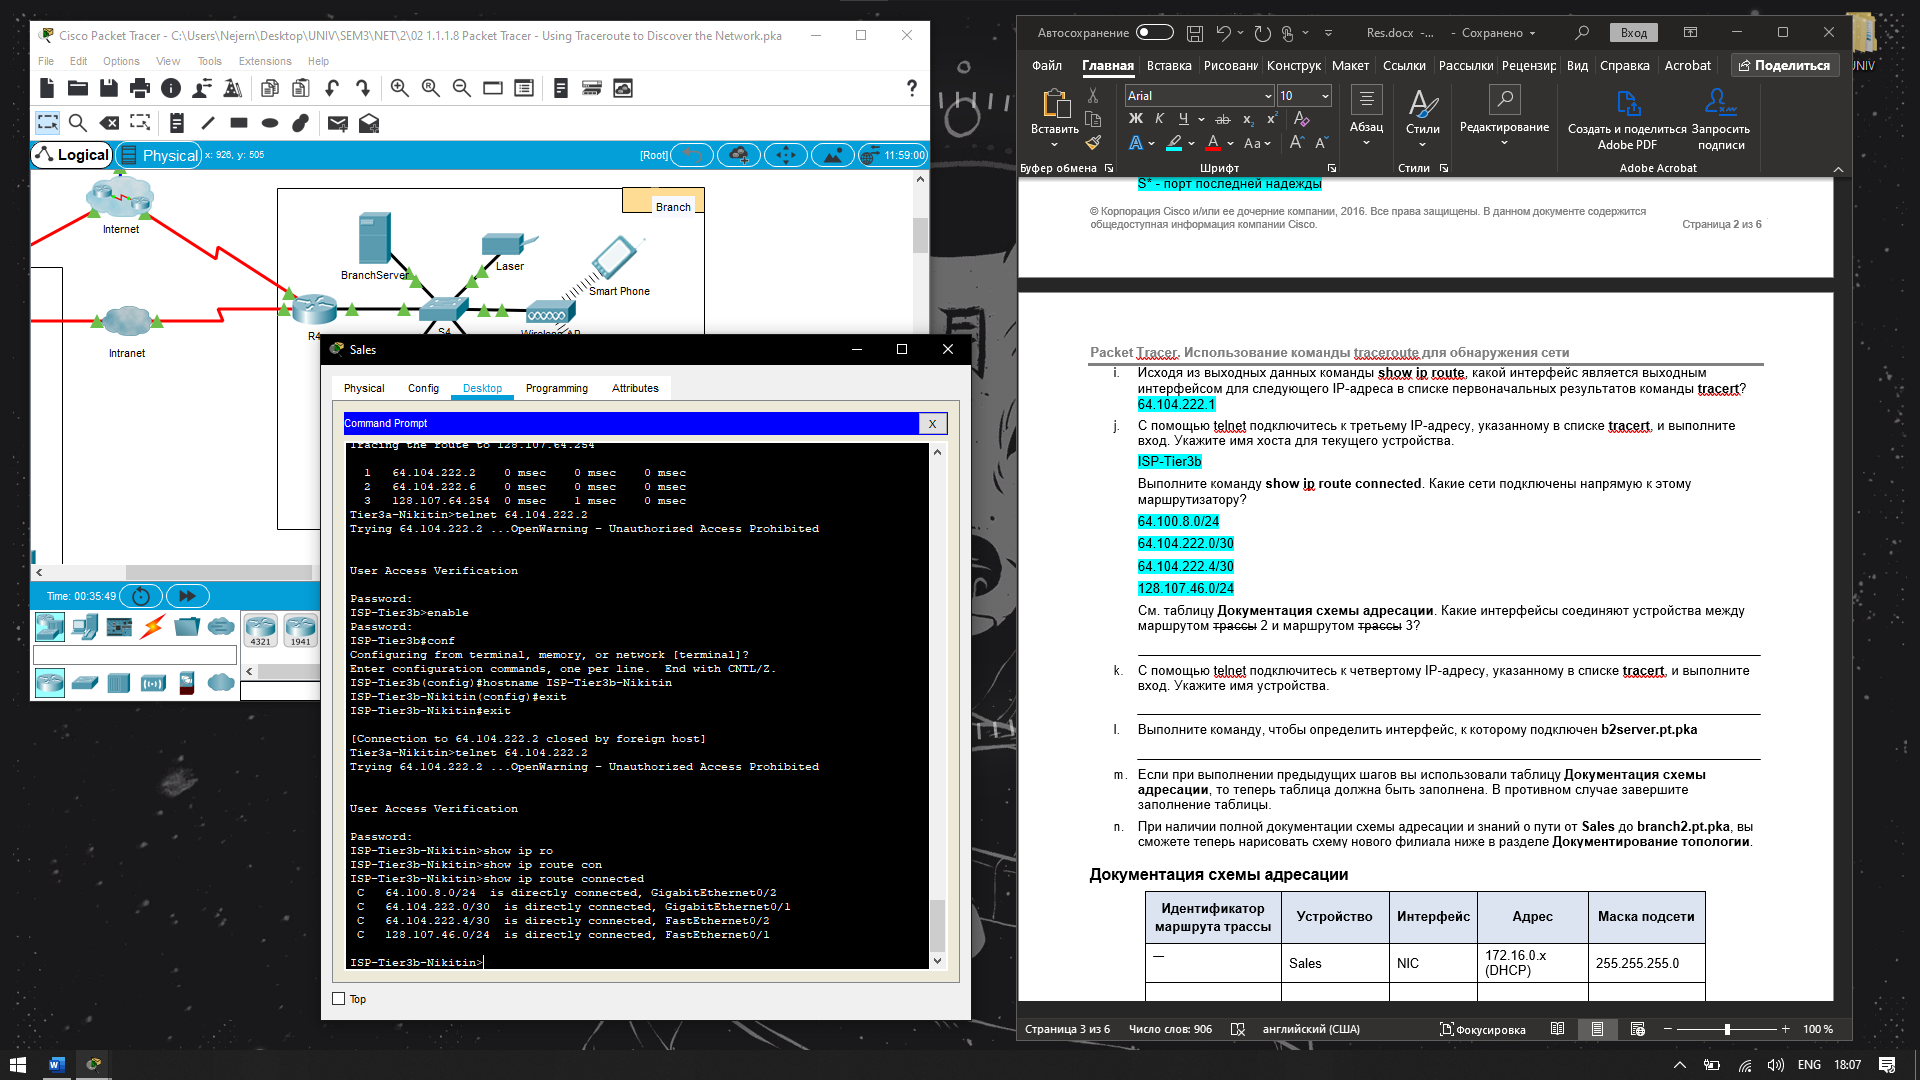 Cisco Packet Tracer - C:\Users\Nejern\Desktop\UNIV\SEM3\NET\2\02 1.1.1.8 Packet Tracer - Using Traceroute to Discover the Network.pka
File Edit Options View Tools Extensions Help
Logical
Physical
x: 926, y: 505
[Root]
11:59:00
Branch
Internet
BranchServer
Laser
Smart Phone
Intranet
R4
S4
Time: 00:35:49
4321
1941
Sales
Physical Config Desktop Programming Attributes
Command Prompt
X
Tracing the route to 128.107.64.254
1 64.104.222.2 0 msec 0 msec 0 msec
2 64.104.222.6 0 msec 0 msec 0 msec
3 128.107.64.254 0 msec 1 msec 0 msec
Tier3a-Nikitin>telnet 64.104.222.2
Trying 64.104.222.2 ...OpenWarning - Unauthorized Access Prohibited
User Access Verification
Password:
ISP-Tier3b>enable
Password:
ISP-Tier3b#conf
Configuring from terminal, memory, or network [terminal]?
Enter configuration commands, one per line. End with CNTL/Z.
ISP-Tier3b(config)#hostname ISP-Tier3b-Nikitin
ISP-Tier3b-Nikitin(config)#exit
ISP-Tier3b-Nikitin#exit
[Connection to 64.104.222.2 closed by foreign host]
Tier3a-Nikitin>telnet 64.104.222.2
Trying 64.104.222.2 ...OpenWarning - Unauthorized Access Prohibited
User Access Verification
Password:
ISP-Tier3b-Nikitin>show ip ro
ISP-Tier3b-Nikitin>show ip route con
ISP-Tier3b-Nikitin>show ip route connected
C 64.100.8.0/24 is directly connected, GigabitEthernet0/2
C 64.104.222.0/30 is directly connected, GigabitEthernet0/1
C 64.104.222.4/30 is directly connected, FastEthernet0/2
C 128.107.46.0/24 is directly connected, FastEthernet0/1
ISP-Tier3b-Nikitin>
Top
Автосохранение
Res.docx -... - Сохранено
Вход
Файл Главная Вставка Рисовани Конструк Макет Ссылки Рассылки Рецензир Вид Справка Acrobat
Поделиться
Вставить
Arial
10
Ж К Ч ab x₂ x²
Aa
Абзац
Стили
Редактирование
Создать и поделиться Adobe PDF
Запросить подписи
Буфер обмена
Шрифт
Стили
Adobe Acrobat
S* - порт последней надежды
© Корпорация Cisco и/или ее дочерние компании, 2016. Все права защищены. В данном документе содержится
общедоступная информация компании Cisco.
Страница 2 из 6
Packet Tracer. Использование команды traceroute для обнаружения сети
i. Исходя из выходных данных команды show ip route, какой интерфейс является выходным
интерфейсом для следующего IP-адреса в списке первоначальных результатов команды tracert?
64.104.222.1
j. С помощью telnet подключитесь к третьему IP-адресу, указанному в списке tracert, и выполните
вход. Укажите имя хоста для текущего устройства.
ISP-Tier3b
Выполните команду show ip route connected. Какие сети подключены напрямую к этому
маршрутизатору?
64.100.8.0/24
64.104.222.0/30
64.104.222.4/30
128.107.46.0/24
См. таблицу Документация схемы адресации. Какие интерфейсы соединяют устройства между
маршрутом трассы 2 и маршрутом трассы 3?
k. С помощью telnet подключитесь к четвертому IP-адресу, указанному в списке tracert, и выполните
вход. Укажите имя устройства.
l. Выполните команду, чтобы определить интерфейс, к которому подключен b2server.pt.pka
m. Если при выполнении предыдущих шагов вы использовали таблицу Документация схемы
адресации, то теперь таблица должна быть заполнена. В противном случае завершите
заполнение таблицы.
n. При наличии полной документации схемы адресации и знаний о пути от Sales до branch2.pt.pka, вы
сможете теперь нарисовать схему нового филиала ниже в разделе Документирование топологии.
Документация схемы адресации
Идентификатор маршрута трассы Устройство Интерфейс Адрес Маска подсети
— Sales NIC 172.16.0.x (DHCP) 255.255.255.0
Страница 3 из 6 Число слов: 906 английский (США) Фокусировка 100 %
UNIV
ENG 18:07